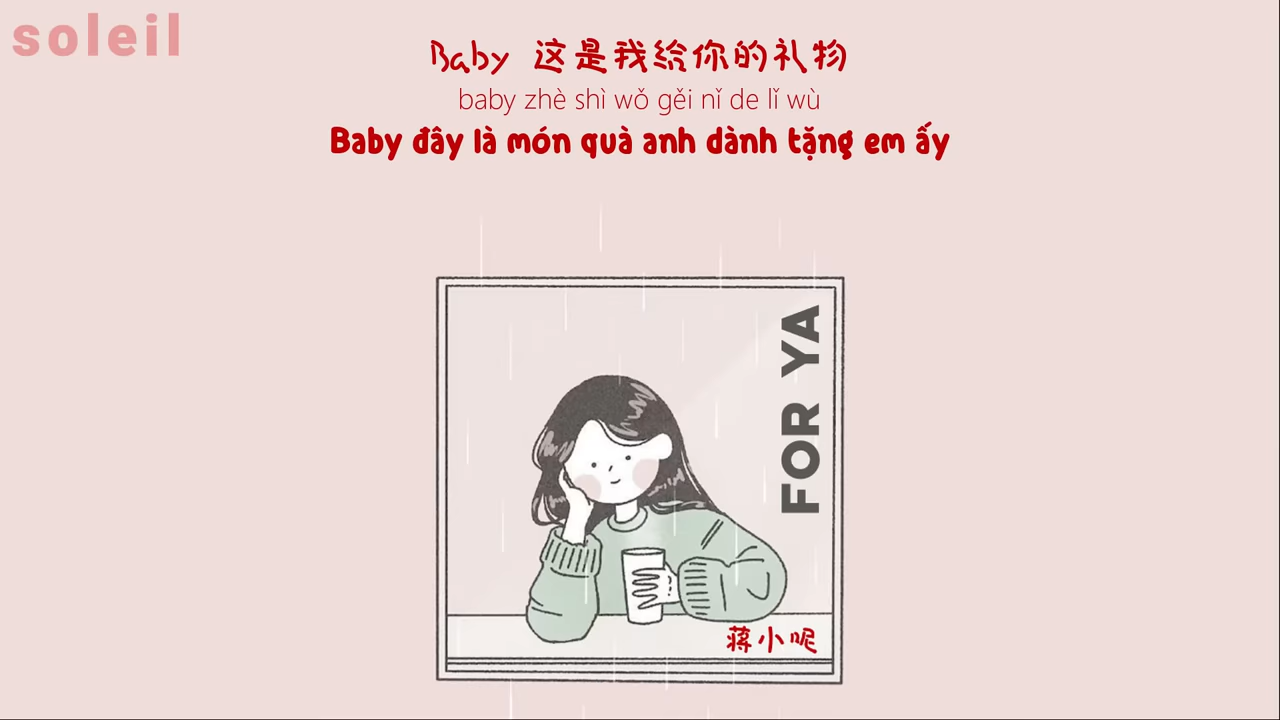 soleil
Baby 这是我给你的礼物
baby zhè shì wǒ gěi nǐ de lǐ wù
Baby đây là món quà anh dành tặng em ấy
FOR YA
蒋小呢